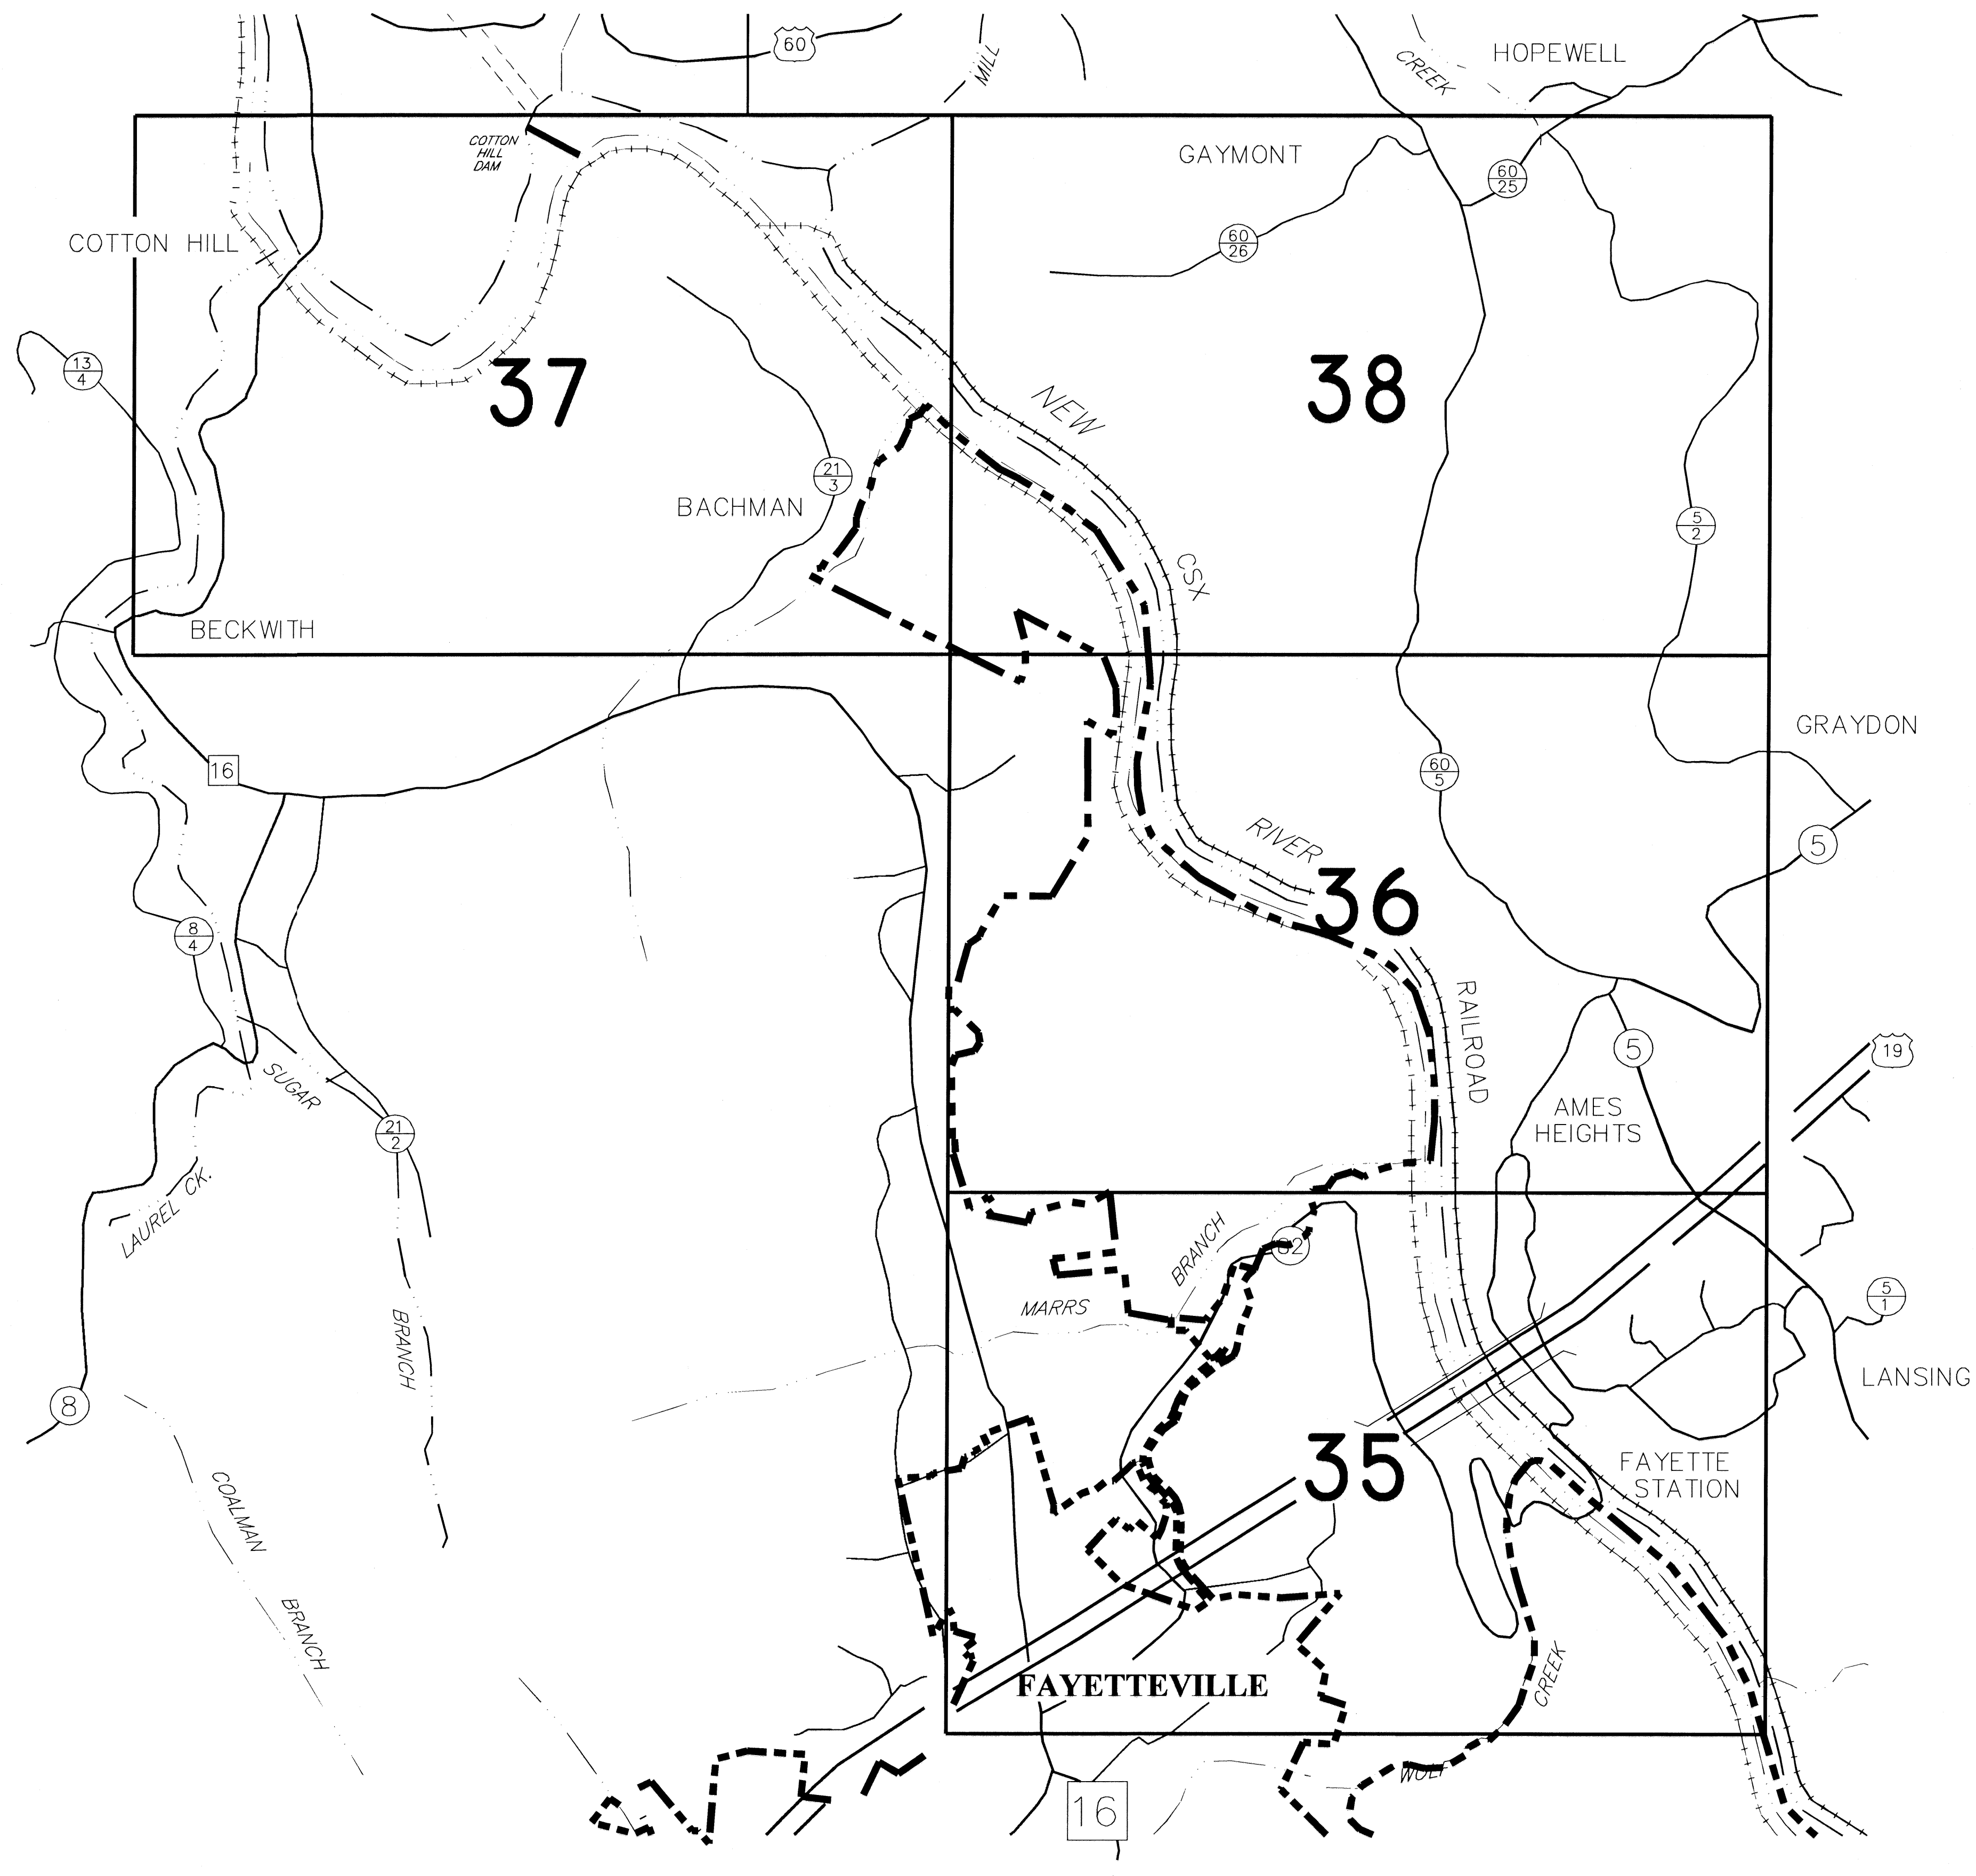 60
MILL
CREEK
HOPEWELL
COTTON
HILL
DAM
GAYMONT
60
25
COTTON HILL
60
26
13
4
37
NEW
38
21
3
BACHMAN
5
2
CSX
BECKWITH
GRAYDON
16
60
5
RIVER
5
36
8
4
RAILROAD
5
19
SUGAR
AMES
HEIGHTS
21
2
LAUREL CK.
BRANCH
82
MARRS
5
1
BRANCH
LANSING
8
35
FAYETTE
STATION
COALMAN
BRANCH
FAYETTEVILLE
CREEK
WOLF
16